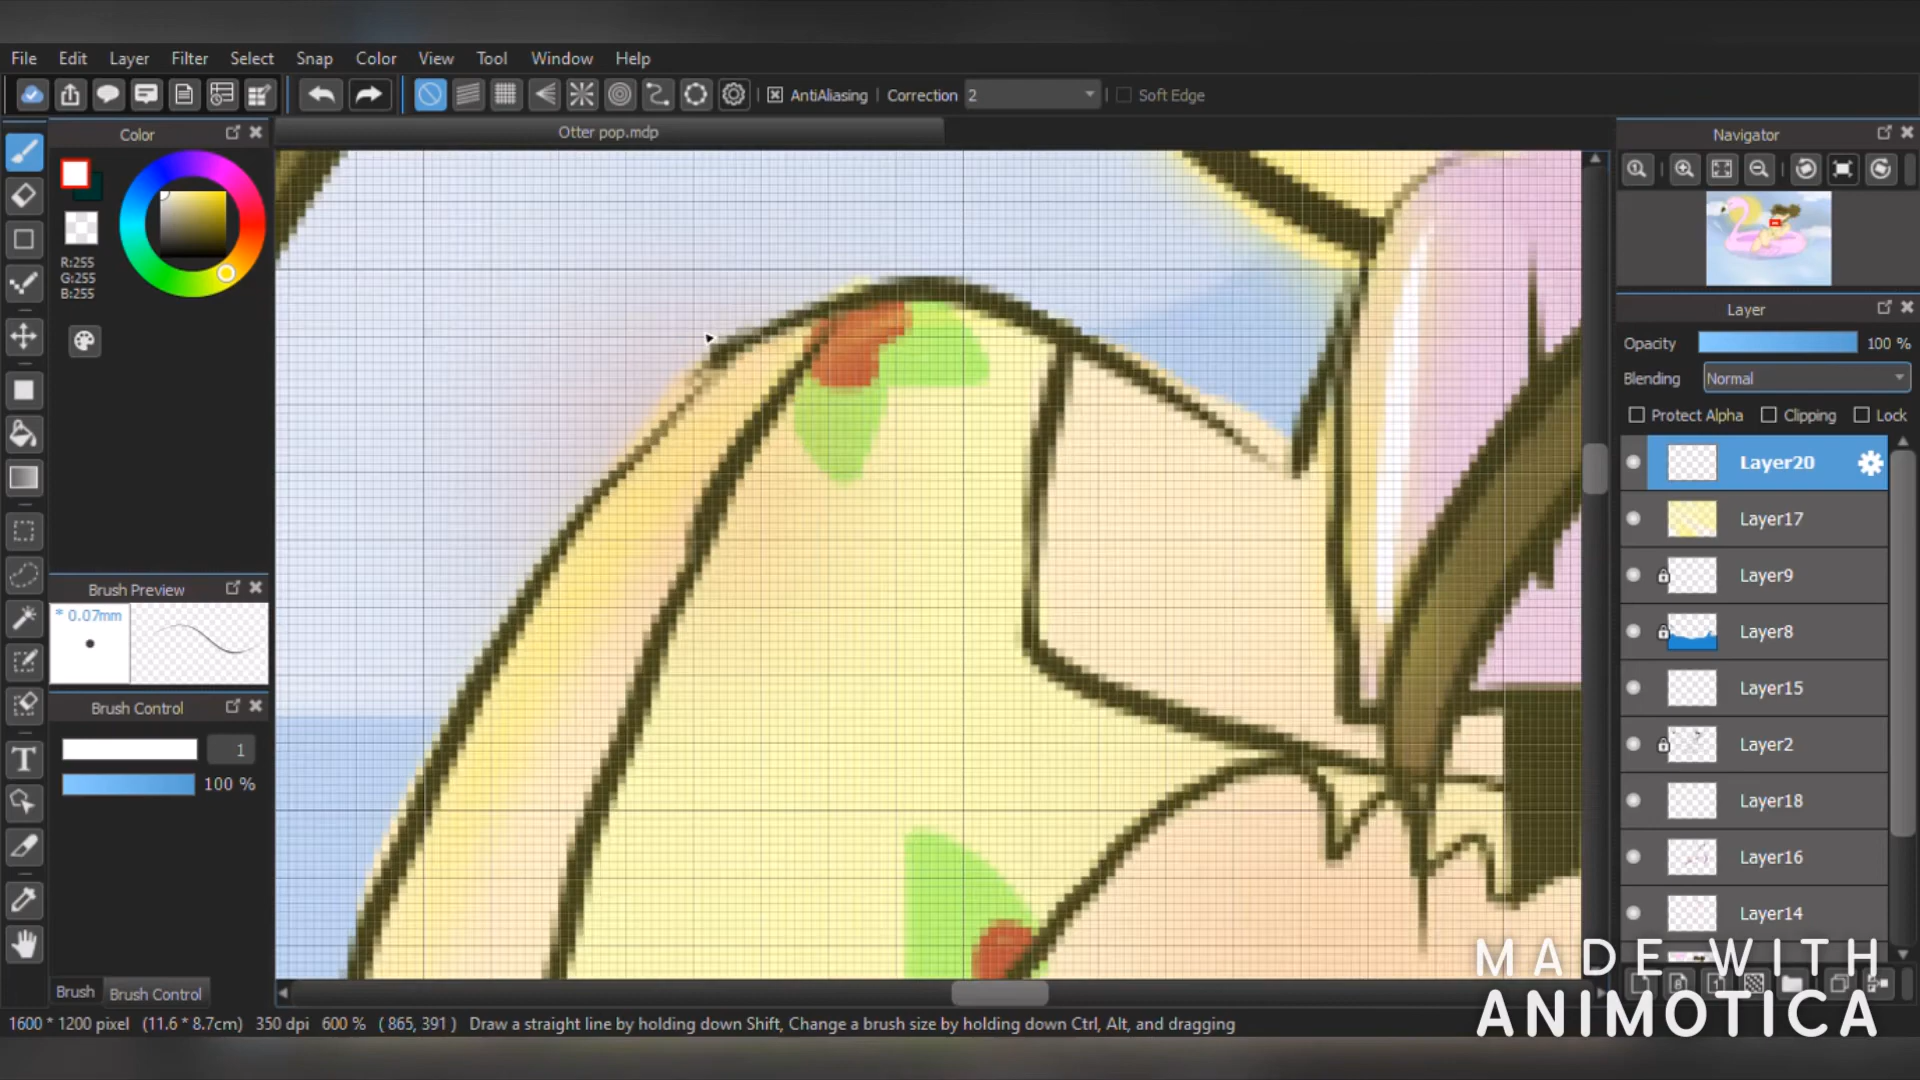 File Edit Layer Filter Select Snap Color View Tool Window Help
AntiAliasing Correction 2 Soft Edge
Color
Otter pop.mdp
Navigator
R:255
G:255
B:255
Layer
Opacity 100 %
Blending Normal
Protect Alpha Clipping Lock
Layer20
Layer17
Layer9
Layer8
Layer15
Layer2
Layer18
Layer16
Layer14
Brush Preview
* 0.07mm
Brush Control
1
100 %
Brush Brush Control
1600 * 1200 pixel (11.6 * 8.7cm) 350 dpi 600 % ( 865, 391 ) Draw a straight line by holding down Shift, Change a brush size by holding down Ctrl, Alt, and dragging
MADE WITH
ANIMOTICA